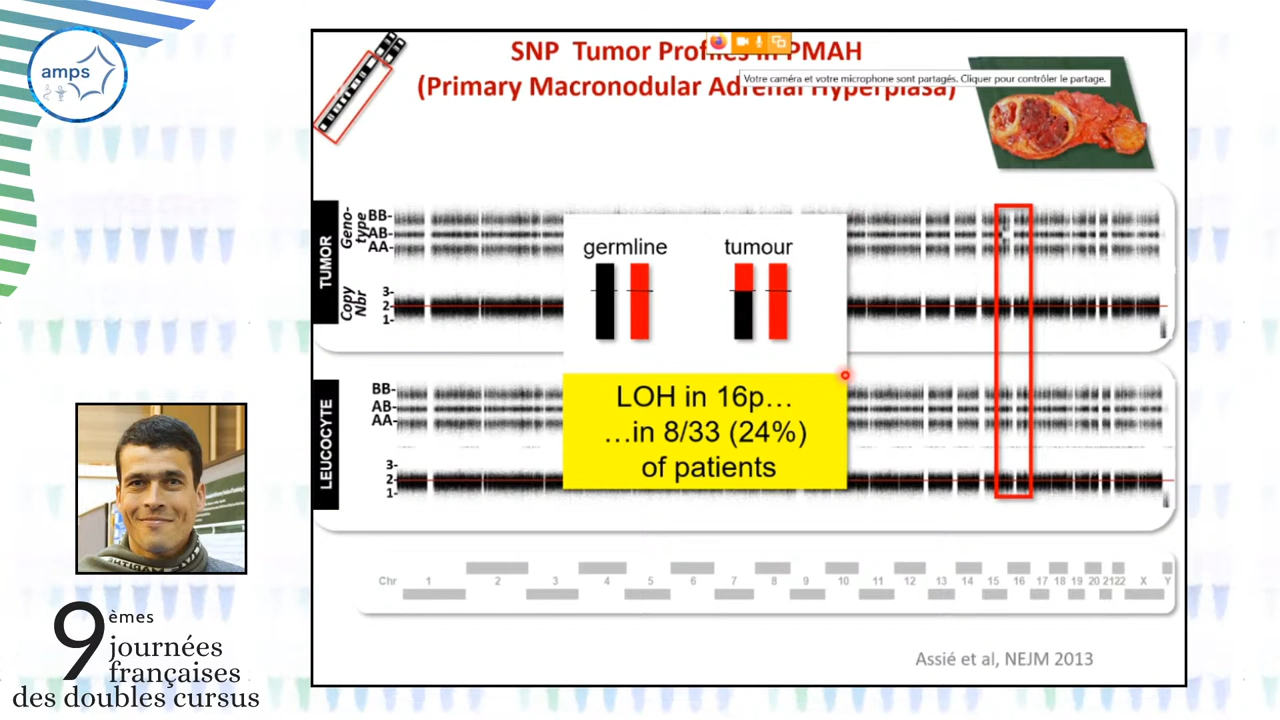 amps
SNP Tumor Profiles in PMAH
(Primary Macronodular Adrenal Hyperplasa)
Votre caméra et votre microphone sont partagés. Cliquer pour contrôler le partage.
TUMOR
Geno-
type
BB-
AB-
AA-
Copy
Nbr
3-
2-
1-
germline
tumour
LOH in 16p…
…in 8/33 (24%)
of patients
LEUCOCYTE
BB-
AB-
AA-
3-
2-
1-
Chr 1 2 3 4 5 6 7 8 9 10 11 12 13 14 15 16 17 18 19 20 21 22 X Y
Assié et al, NEJM 2013
9èmes
journées
françaises
des doubles cursus